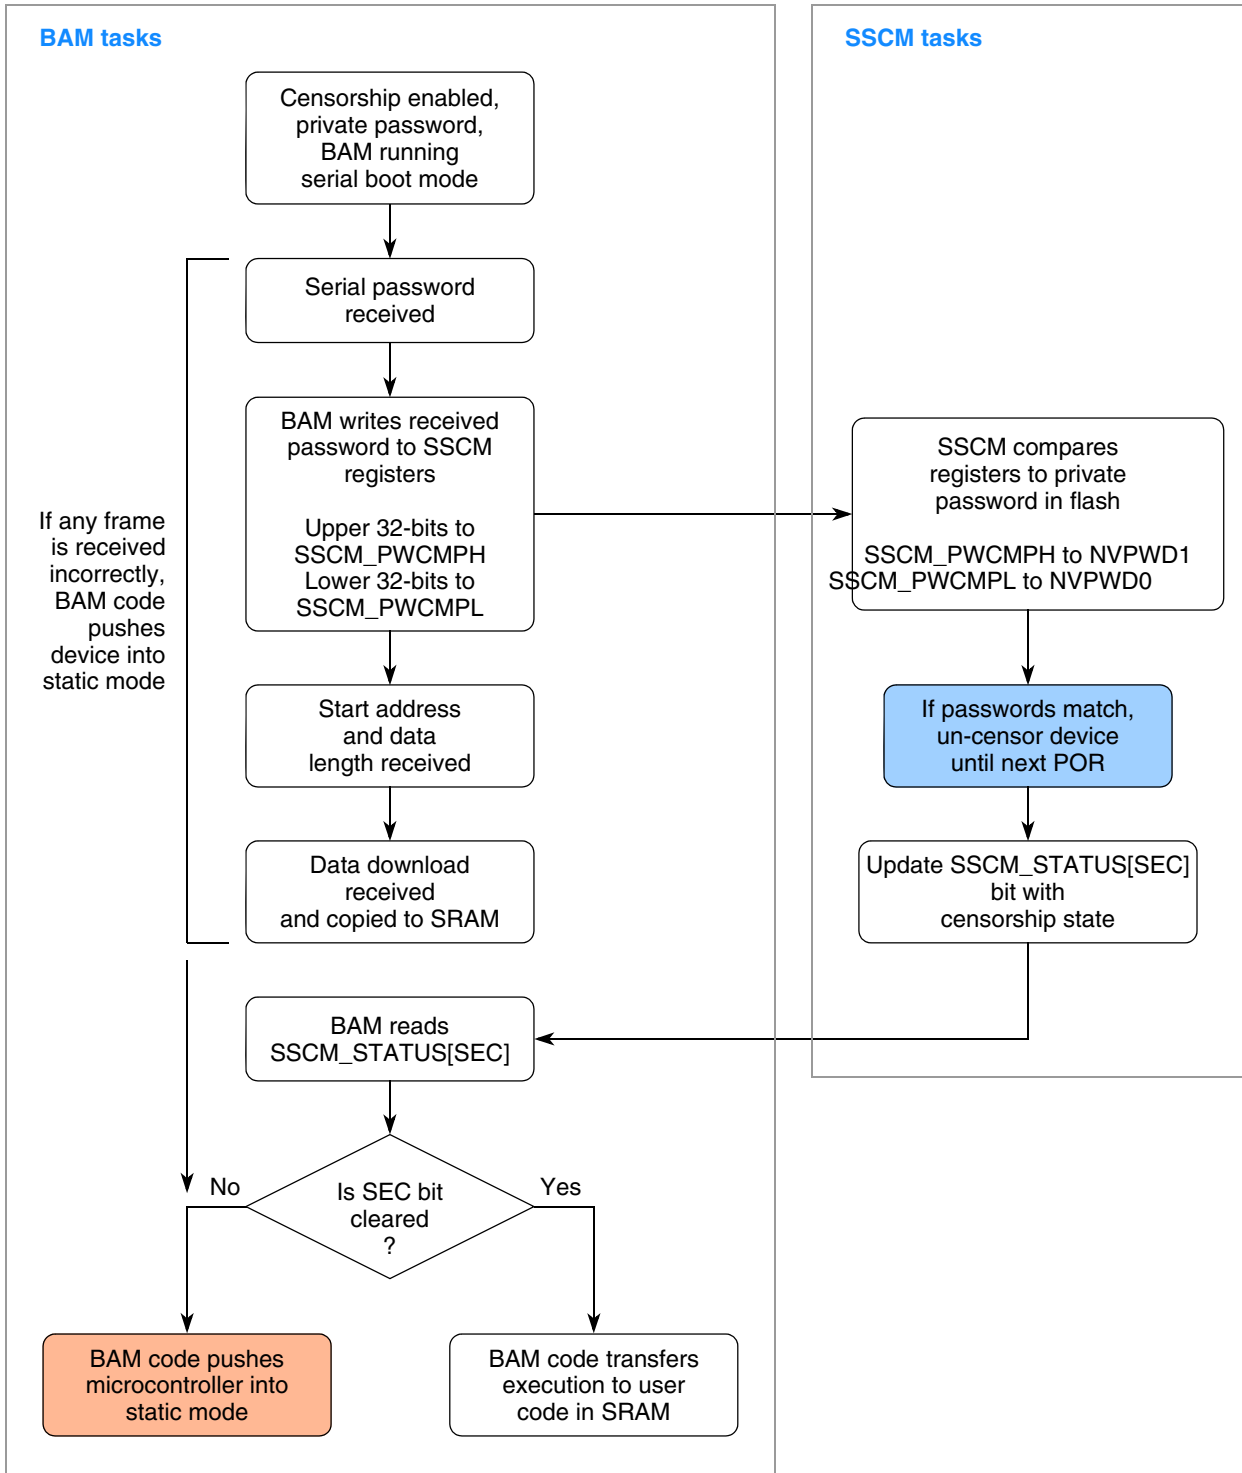 BAM tasks
Censorship enabled,
private password,
BAM running
serial boot mode
Serial password
received
BAM writes received
password to SSCM
registers
Upper 32-bits to
SSCM_PWCMPH
Lower 32-bits to
SSCM_PWCMPL
If any frame
is received
incorrectly,
BAM code
pushes
device into
static mode
Start address
and data
length received
Data download
received
and copied to SRAM
BAM reads
SSCM_STATUS[SEC]
Is SEC bit
cleared
?
No
Yes
BAM code pushes
microcontroller into
static mode
BAM code transfers
execution to user
code in SRAM
SSCM tasks
SSCM compares
registers to private
password in flash
SSCM_PWCMPH to NVPWD1
SSCM_PWCMPL to NVPWD0
If passwords match,
un-censor device
until next POR
Update SSCM_STATUS[SEC]
bit with
censorship state